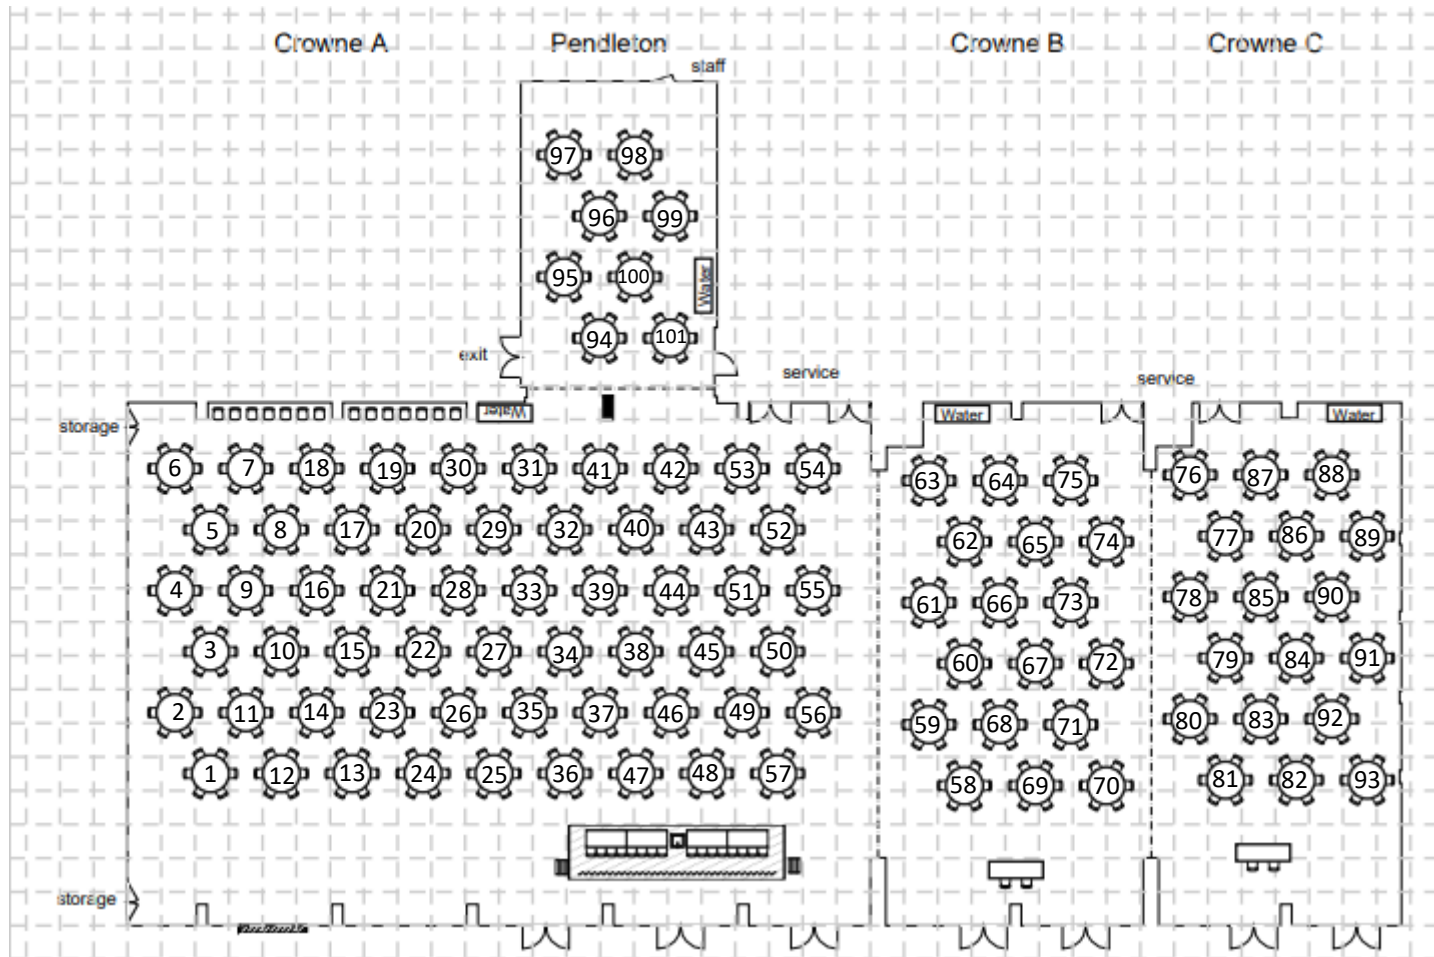 Crowne A Pendleton Crowne B Crowne C
staff
97 98
96 99
95 100
Water
94 101
exit
service
service
Water
Water
Water
storage
6 7 18 19 30 31 41 42 53 54
5 8 17 20 29 32 40 43 52
4 9 16 21 28 33 39 44 51 55
3 10 15 22 27 34 38 45 50
2 11 14 23 26 35 37 46 49 56
1 12 13 24 25 36 47 48 57
63 64 75
62 65 74
61 66 73
60 67 72
59 68 71
58 69 70
76 87 88
77 86 89
78 85 90
79 84 91
80 83 92
81 82 93
storage